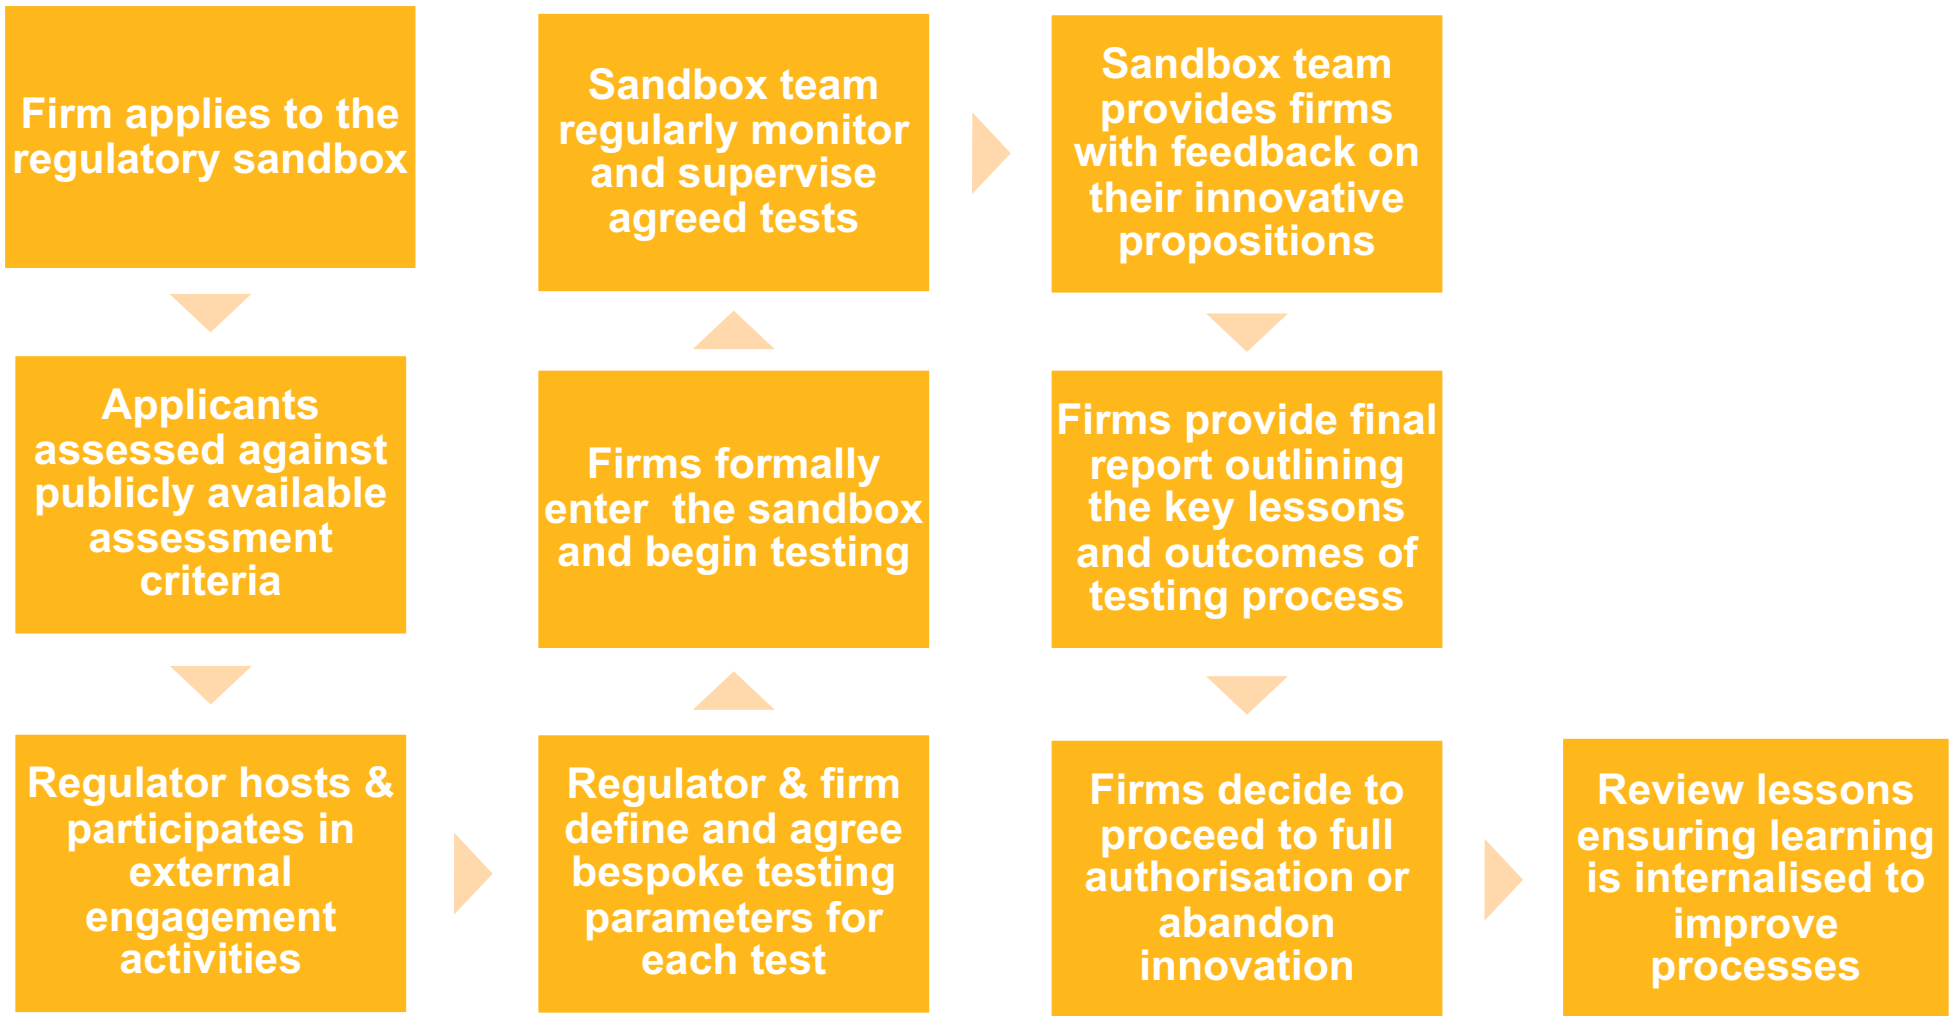 Firm applies to the
regulatory sandbox
Applicants
assessed against
publicly available
assessment
criteria
Regulator hosts &
participates in
external
engagement
activities
Regulator & firm
define and agree
bespoke testing
parameters for
each test
Firms formally
enter  the sandbox
and begin testing
Sandbox team
regularly monitor
and supervise
agreed tests
Sandbox team
provides firms
with feedback on
their innovative
propositions
Firms provide final
report outlining
the key lessons
and outcomes of
testing process
Firms decide to
proceed to full
authorisation or
abandon
innovation
Review lessons
ensuring learning
is internalised to
improve
processes